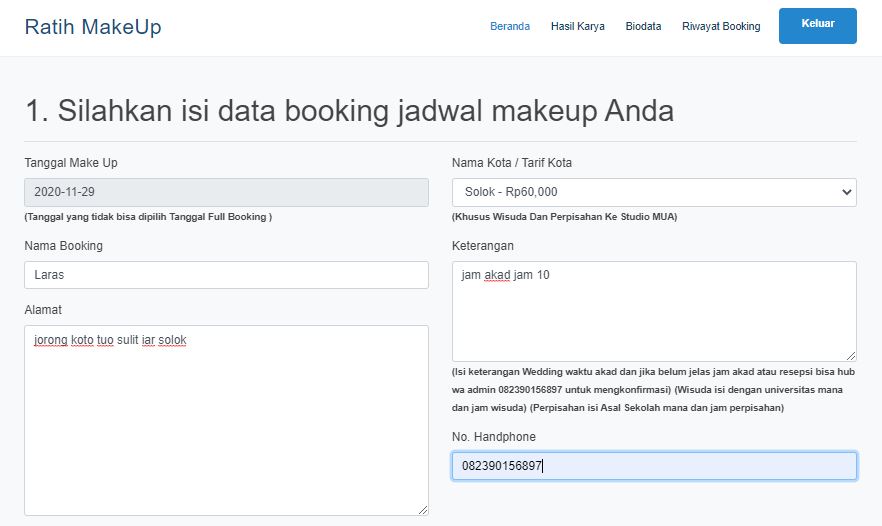 Ratih MakeUp
Beranda
Hasil Karya
Biodata
Riwayat Booking
Keluar
1. Silahkan isi data booking jadwal makeup Anda
Tanggal Make Up
2020-11-29
(Tanggal yang tidak bisa dipilih Tanggal Full Booking )
Nama Booking
Laras
Alamat
jorong koto tuo sulit iar solok
Nama Kota / Tarif Kota
Solok - Rp60,000
(Khusus Wisuda Dan Perpisahan Ke Studio MUA)
Keterangan
jam akad jam 10
(Isi keterangan Wedding waktu akad dan jika belum jelas jam akad atau resepsi bisa hub
wa admin 082390156897 untuk mengkonfirmasi) (Wisuda isi dengan universitas mana
dan jam wisuda) (Perpisahan isi Asal Sekolah mana dan jam perpisahan)
No. Handphone
082390156897